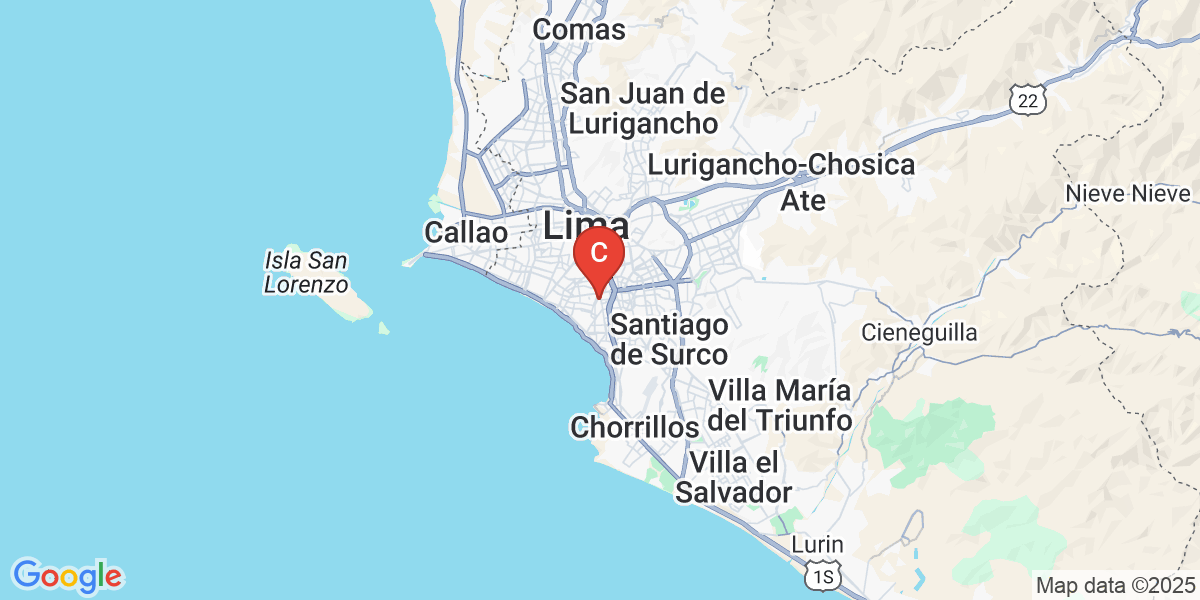 Comas
San Juan de
Lurigancho
22
Lurigancho-Chosica
Ate
Nieve Nieve
Lima
Callao
C
Isla San
Lorenzo
Santiago
de Surco
Cieneguilla
Villa María
del Triunfo
Chorrillos
Villa el
Salvador
Lurin
1S
Google
Map data ©2025